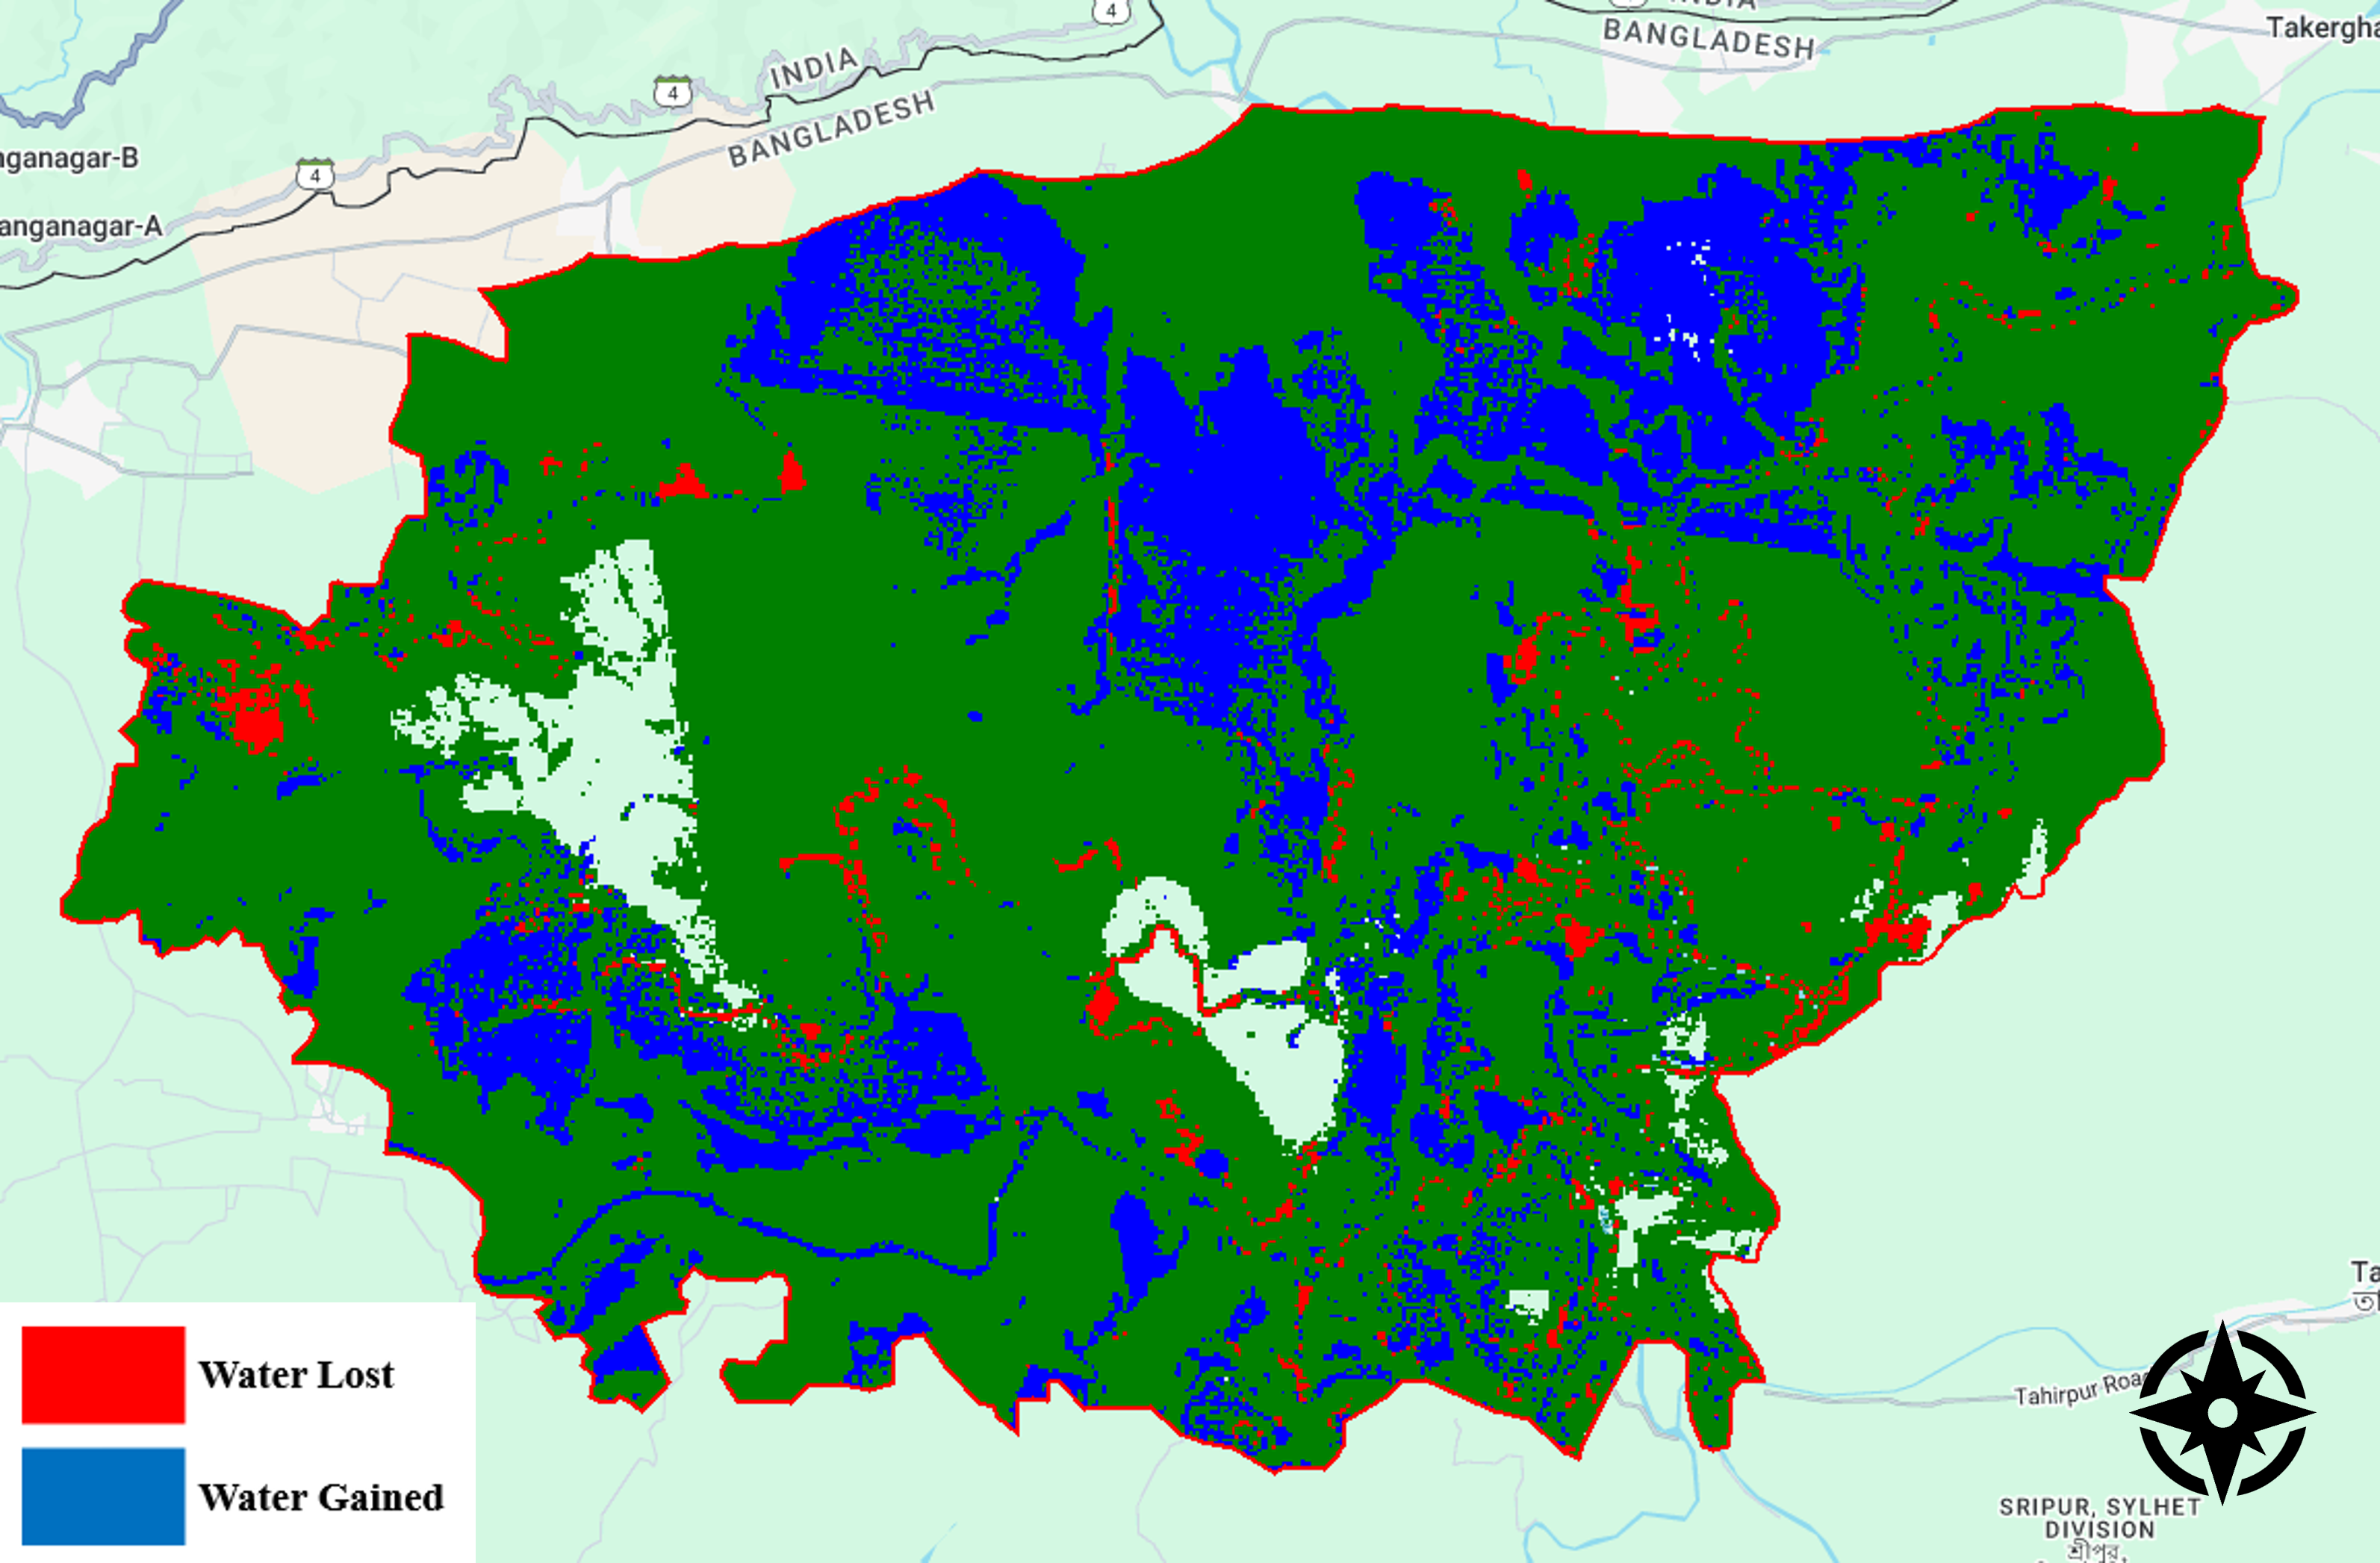 4
INDIA
BANGLADESH
Takergha
INDIA
4
BANGLADESH
nganagar-B
4
anganagar-A
Water Lost
Water Gained
Ta
Tahirpur Road
SRIPUR, SYLHET
DIVISION
শ্রীপুর,